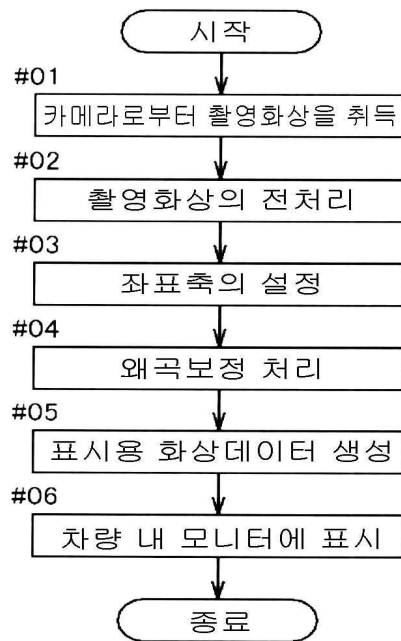 시작
#01
카메라로부터 촬영화상을 취득
#02
촬영화상의 전처리
#03
좌표축의 설정
#04
왜곡보정 처리
#05
표시용 화상데이터 생성
#06
차량 내 모니터에 표시
종료